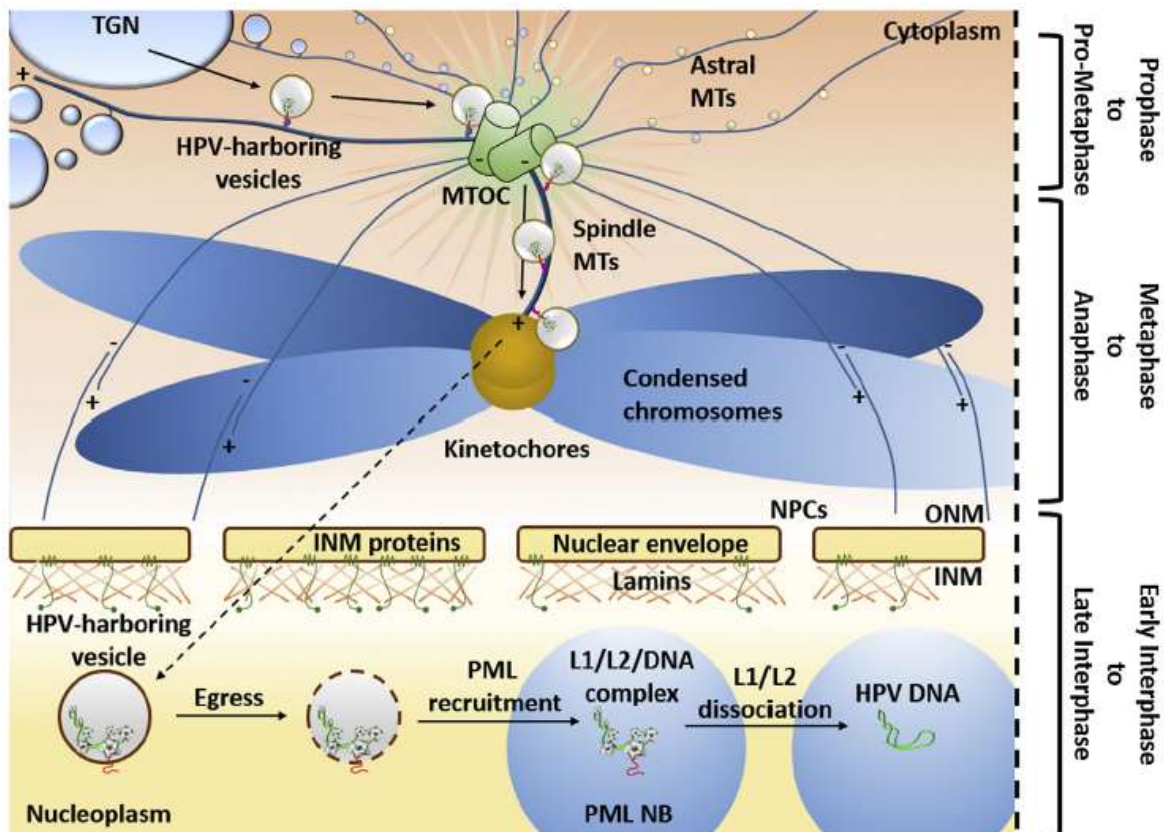 TGN
Cytoplasm
+
Astral
MTs
HPV-harboring
vesicles
-
-
MTOC
Spindle
MTs
+
-
+
-
+
-
+
-
+
Condensed
chromosomes
Kinetochores
NPCs
ONM
INM proteins
Nuclear envelope
Lamins
INM
HPV-harboring
vesicle
Egress
PML
recruitment
L1/L2/DNA
complex
L1/L2
dissociation
HPV DNA
Nucleoplasm
PML NB
Prophase
to
Pro-Metaphase
Metaphase
to
Anaphase
Early Interphase
to
Late Interphase